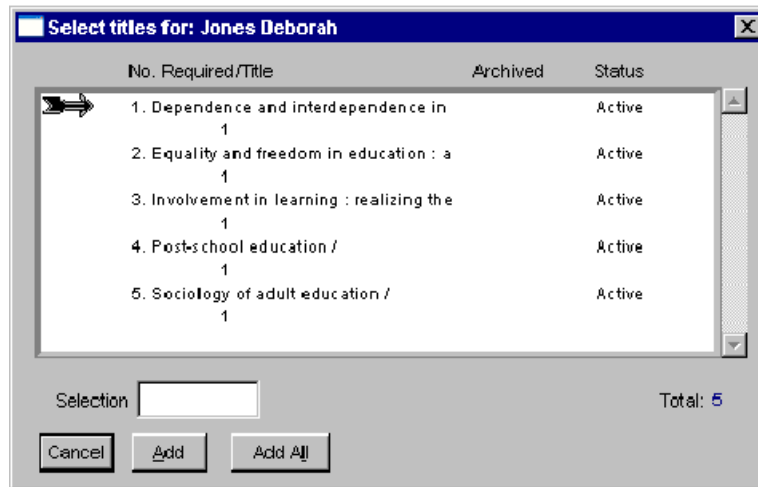 Select titles for: Jones Deborah
No. Required/Title Archived Status
1. Dependence and interdependence in Active
1
2. Equality and freedom in education : a Active
1
3. Involvement in learning : realizing the Active
1
4. Post-school education / Active
1
5. Sociology of adult education / Active
1
Selection Total: 5
Cancel Add Add All